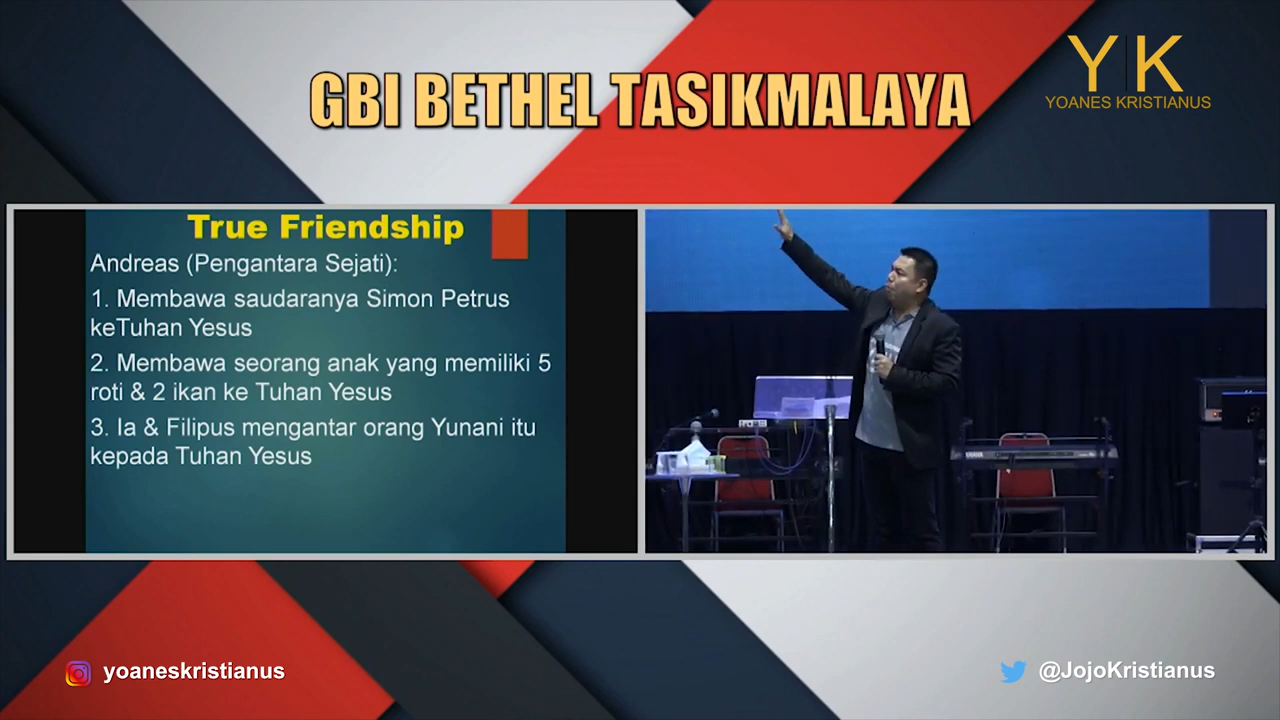 GBI BETHEL TASIKMALAYA
Y K
YOANES KRISTIANUS
True Friendship
Andreas (Pengantara Sejati):
1. Membawa saudaranya Simon Petrus
keTuhan Yesus
2. Membawa seorang anak yang memiliki 5
roti & 2 ikan ke Tuhan Yesus
3. Ia & Filipus mengantar orang Yunani itu
kepada Tuhan Yesus
YAMAHA
yoaneskristianus
@JojoKristianus